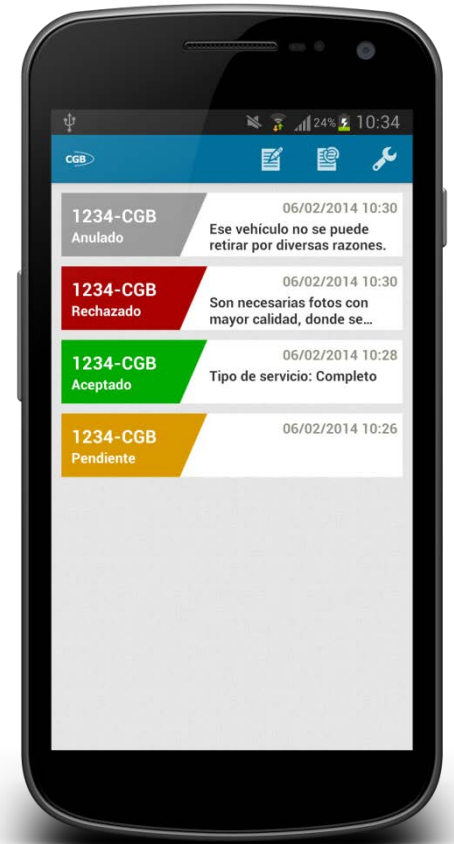 24% 10:34
CGB
1234-CGB
Anulado
06/02/2014 10:30
Ese vehículo no se puede
retirar por diversas razones.
1234-CGB
Rechazado
06/02/2014 10:30
Son necesarias fotos con
mayor calidad, donde se…
1234-CGB
Aceptado
06/02/2014 10:28
Tipo de servicio: Completo
1234-CGB
Pendiente
06/02/2014 10:26